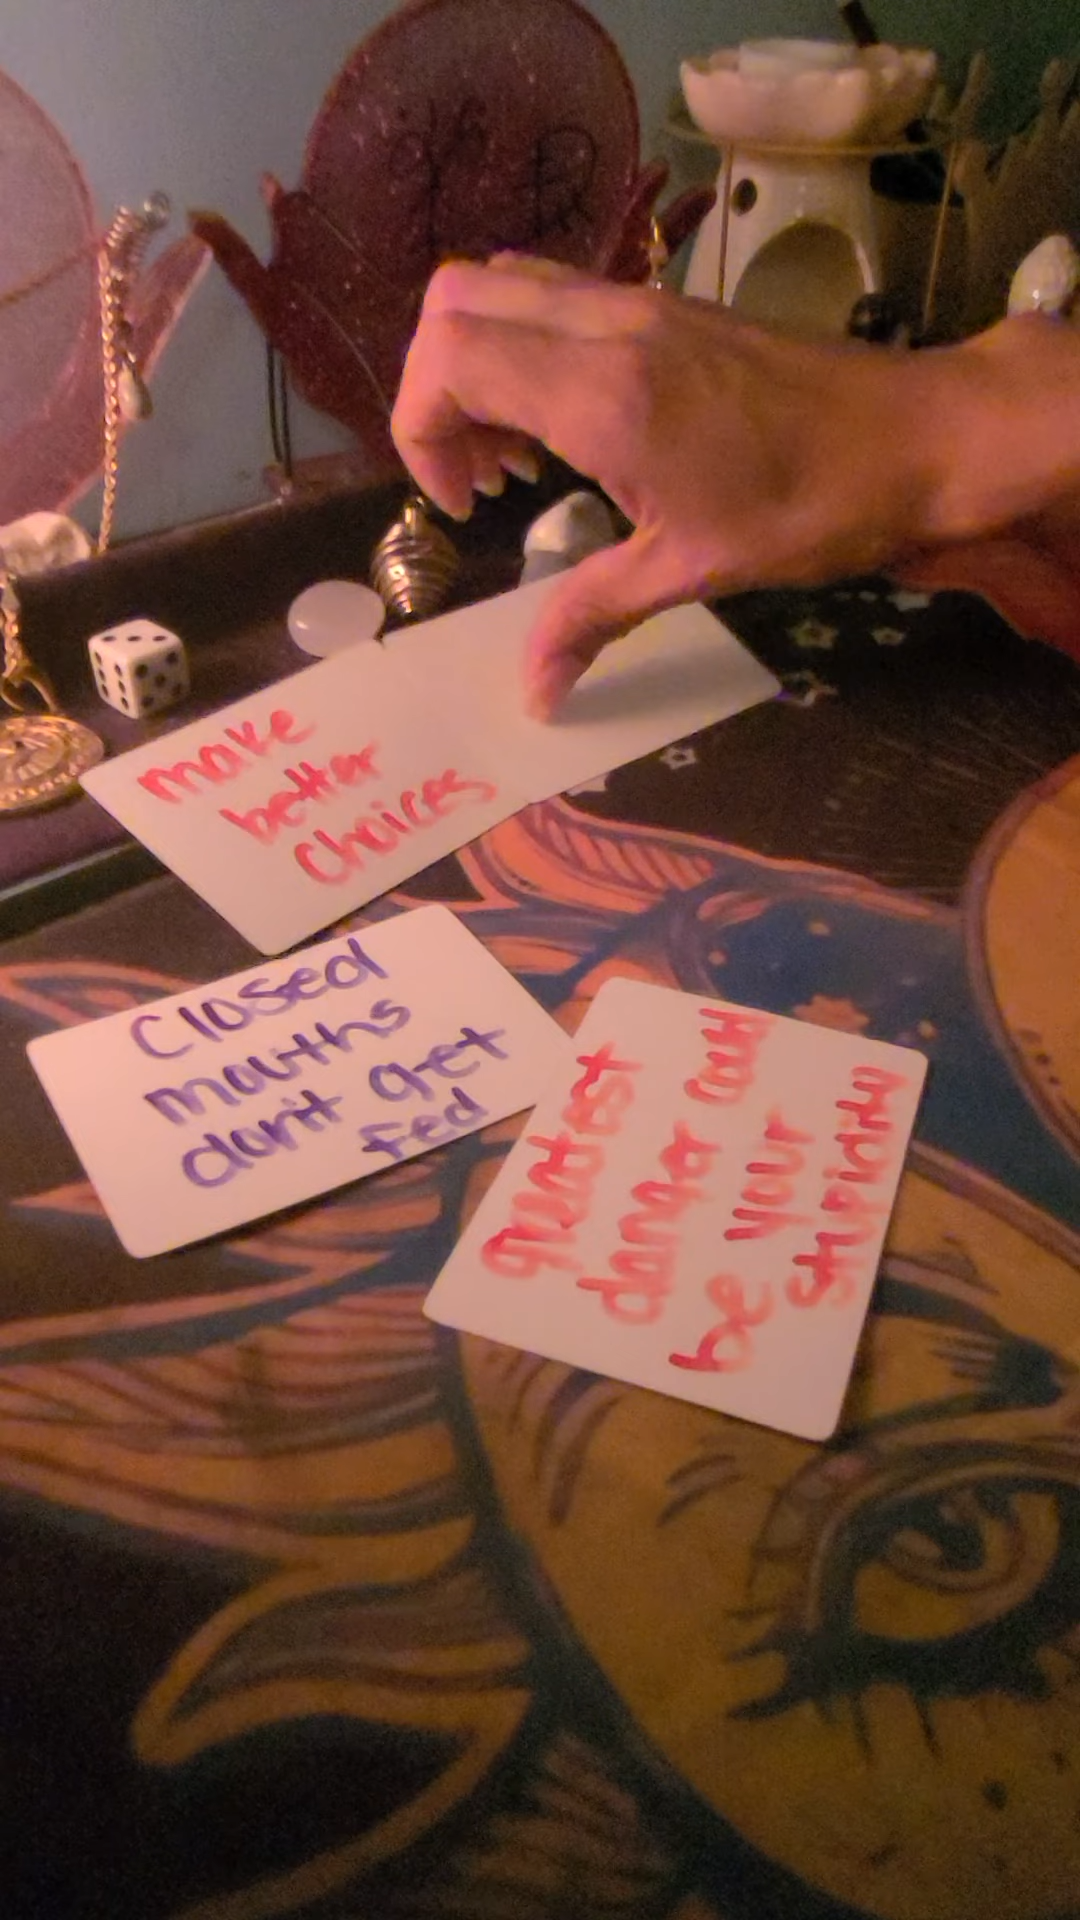 make
better
choices
Closed
mouths
don't get
fed
greatest
danger could
be your
stupidity